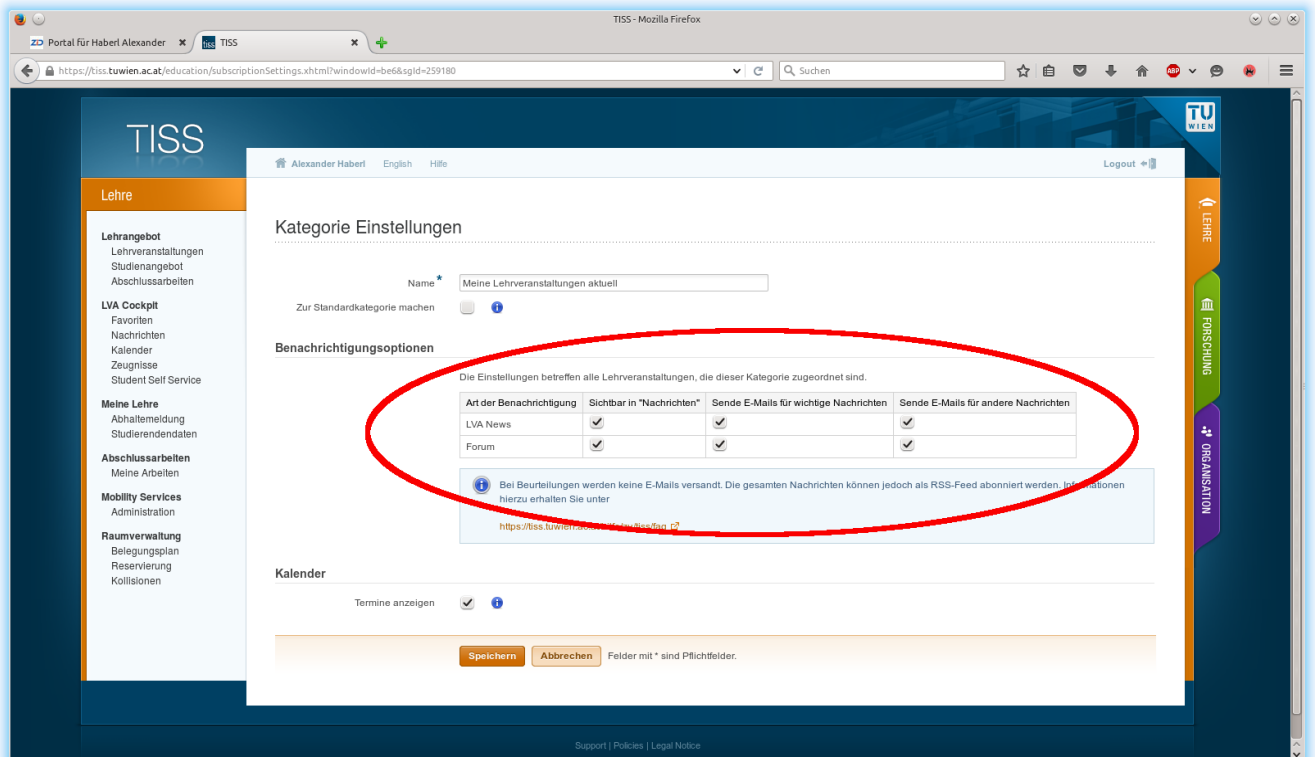 TISS - Mozilla Firefox
ZID Portal für Haberl Alexander
tiss TISS
https://tiss.tuwien.ac.at/education/subscriptionSettings.xhtml?windowId=be6&sgId=259180
Suchen
ABP
TISS
TU
WIEN
Alexander Haberl English Hilfe
Logout
Lehre
Lehrangebot
Lehrveranstaltungen
Studienangebot
Abschlussarbeiten
LVA Cockpit
Favoriten
Nachrichten
Kalender
Zeugnisse
Student Self Service
Meine Lehre
Abhaltemeldung
Studierendendaten
Abschlussarbeiten
Meine Arbeiten
Mobility Services
Administration
Raumverwaltung
Belegungsplan
Reservierung
Kollisionen
Kategorie Einstellungen
Name * Meine Lehrveranstaltungen aktuell
Zur Standardkategorie machen
Benachrichtigungsoptionen
Die Einstellungen betreffen alle Lehrveranstaltungen, die dieser Kategorie zugeordnet sind.
Art der Benachrichtigung Sichtbar in "Nachrichten" Sende E-Mails für wichtige Nachrichten Sende E-Mails für andere Nachrichten
LVA News
Forum
Bei Beurteilungen werden keine E-Mails versandt. Die gesamten Nachrichten können jedoch als RSS-Feed abonniert werden. Informationen
hierzu erhalten Sie unter
Kalender
Termine anzeigen
Speichern Abbrechen Felder mit * sind Pflichtfelder.
LEHRE
FORSCHUNG
ORGANISATION
Support | Policies | Legal Notice